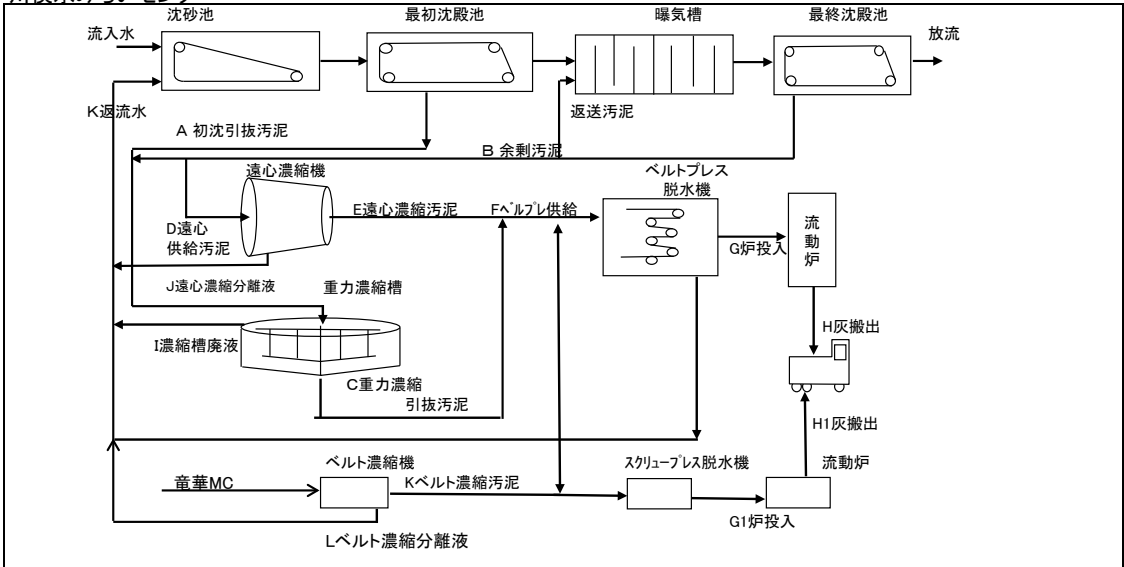 沈砂池
最初沈殿池
曝気槽
最終沈殿池
流入水
放流
K返流水
返送汚泥
A 初沈引抜汚泥
B 余剰汚泥
遠心濃縮機
ベルトプレス
脱水機
E遠心濃縮汚泥
Fベルプレ供給
D遠心
供給汚泥
G炉投入
流動炉
J遠心濃縮分離液
重力濃縮槽
H灰搬出
I濃縮槽廃液
C重力濃縮
引抜汚泥
H1灰搬出
ベルト濃縮機
スクリュープレス脱水機
流動炉
竜華MC
Kベルト濃縮汚泥
G1炉投入
Lベルト濃縮分離液